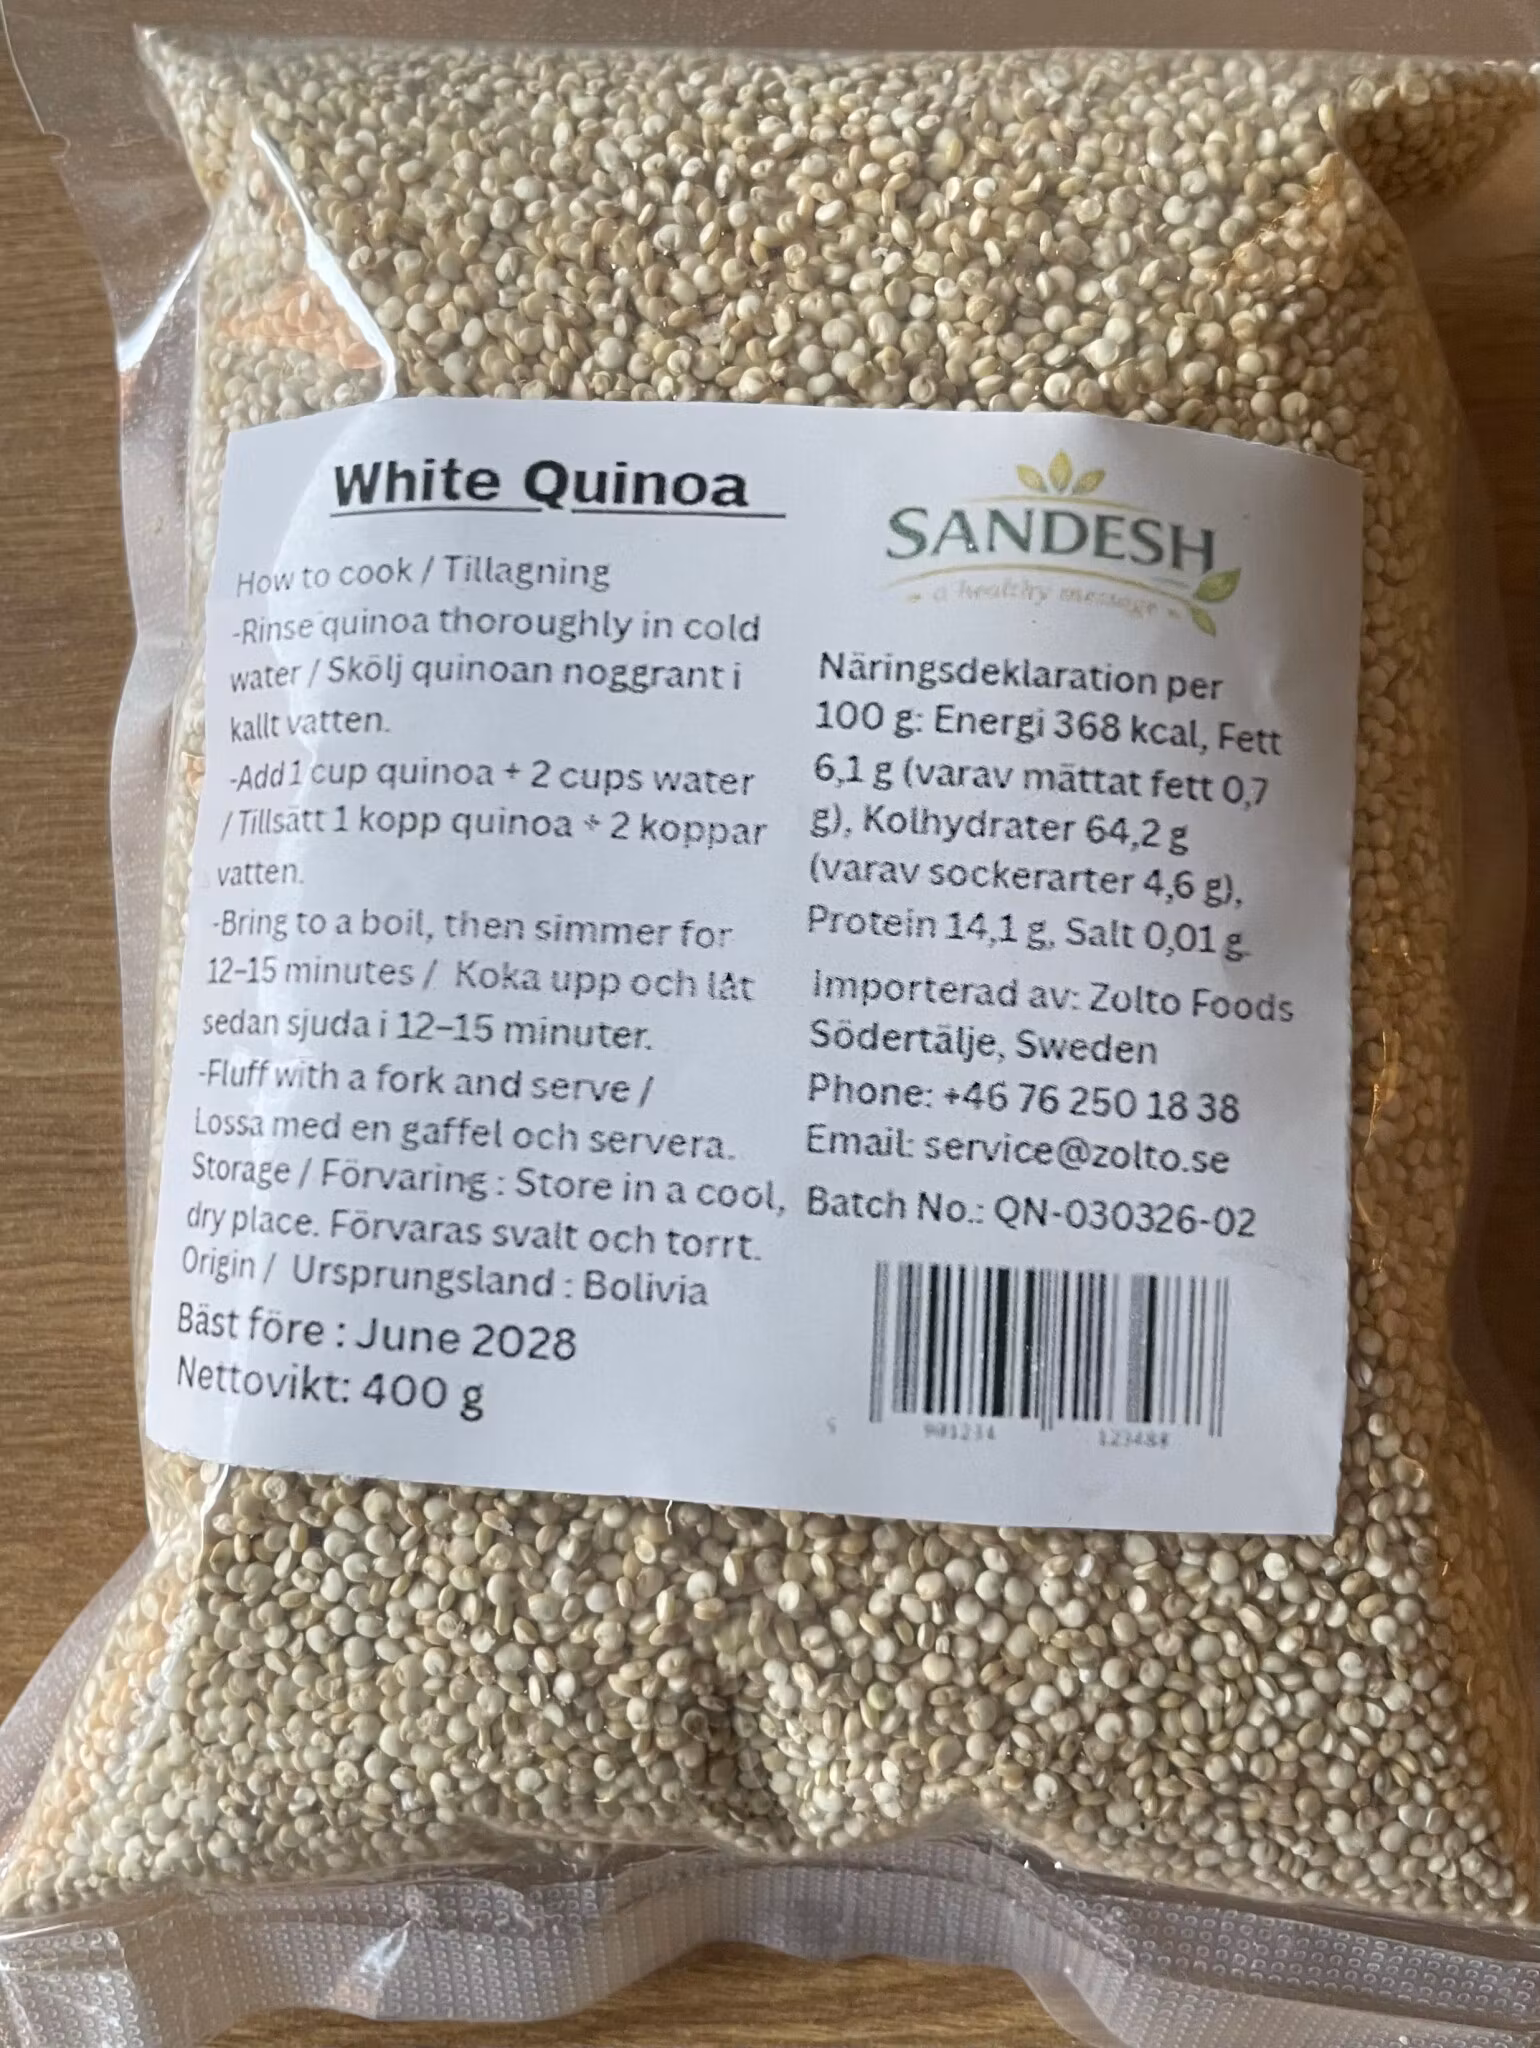 White Quinoa
How to cook / Tillagning
-Rinse quinoa thoroughly in cold
water / Skölj quinoan noggrant i
kallt vatten.
-Add 1 cup quinoa + 2 cups water
/ Tillsätt 1 kopp quinoa + 2 koppar
vatten.
-Bring to a boil, then simmer for
12–15 minutes / Koka upp och låt
sedan sjuda i 12–15 minuter.
-Fluff with a fork and serve /
Lossa med en gaffel och servera.
Storage / Förvaring : Store in a cool,
dry place. Förvaras svalt och torrt.
Origin / Ursprungsland : Bolivia
Bäst före : June 2028
Nettovikt: 400 g
SANDESH
a healthy message
Näringsdeklaration per
100 g: Energi 368 kcal, Fett
6,1 g (varav mättat fett 0,7
g), Kolhydrater 64,2 g
(varav sockerarter 4,6 g),
Protein 14,1 g, Salt 0,01 g.
Importerad av: Zolto Foods
Södertälje, Sweden
Phone: +46 76 250 18 38
Email: service@zolto.se
Batch No.: QN-030326-02